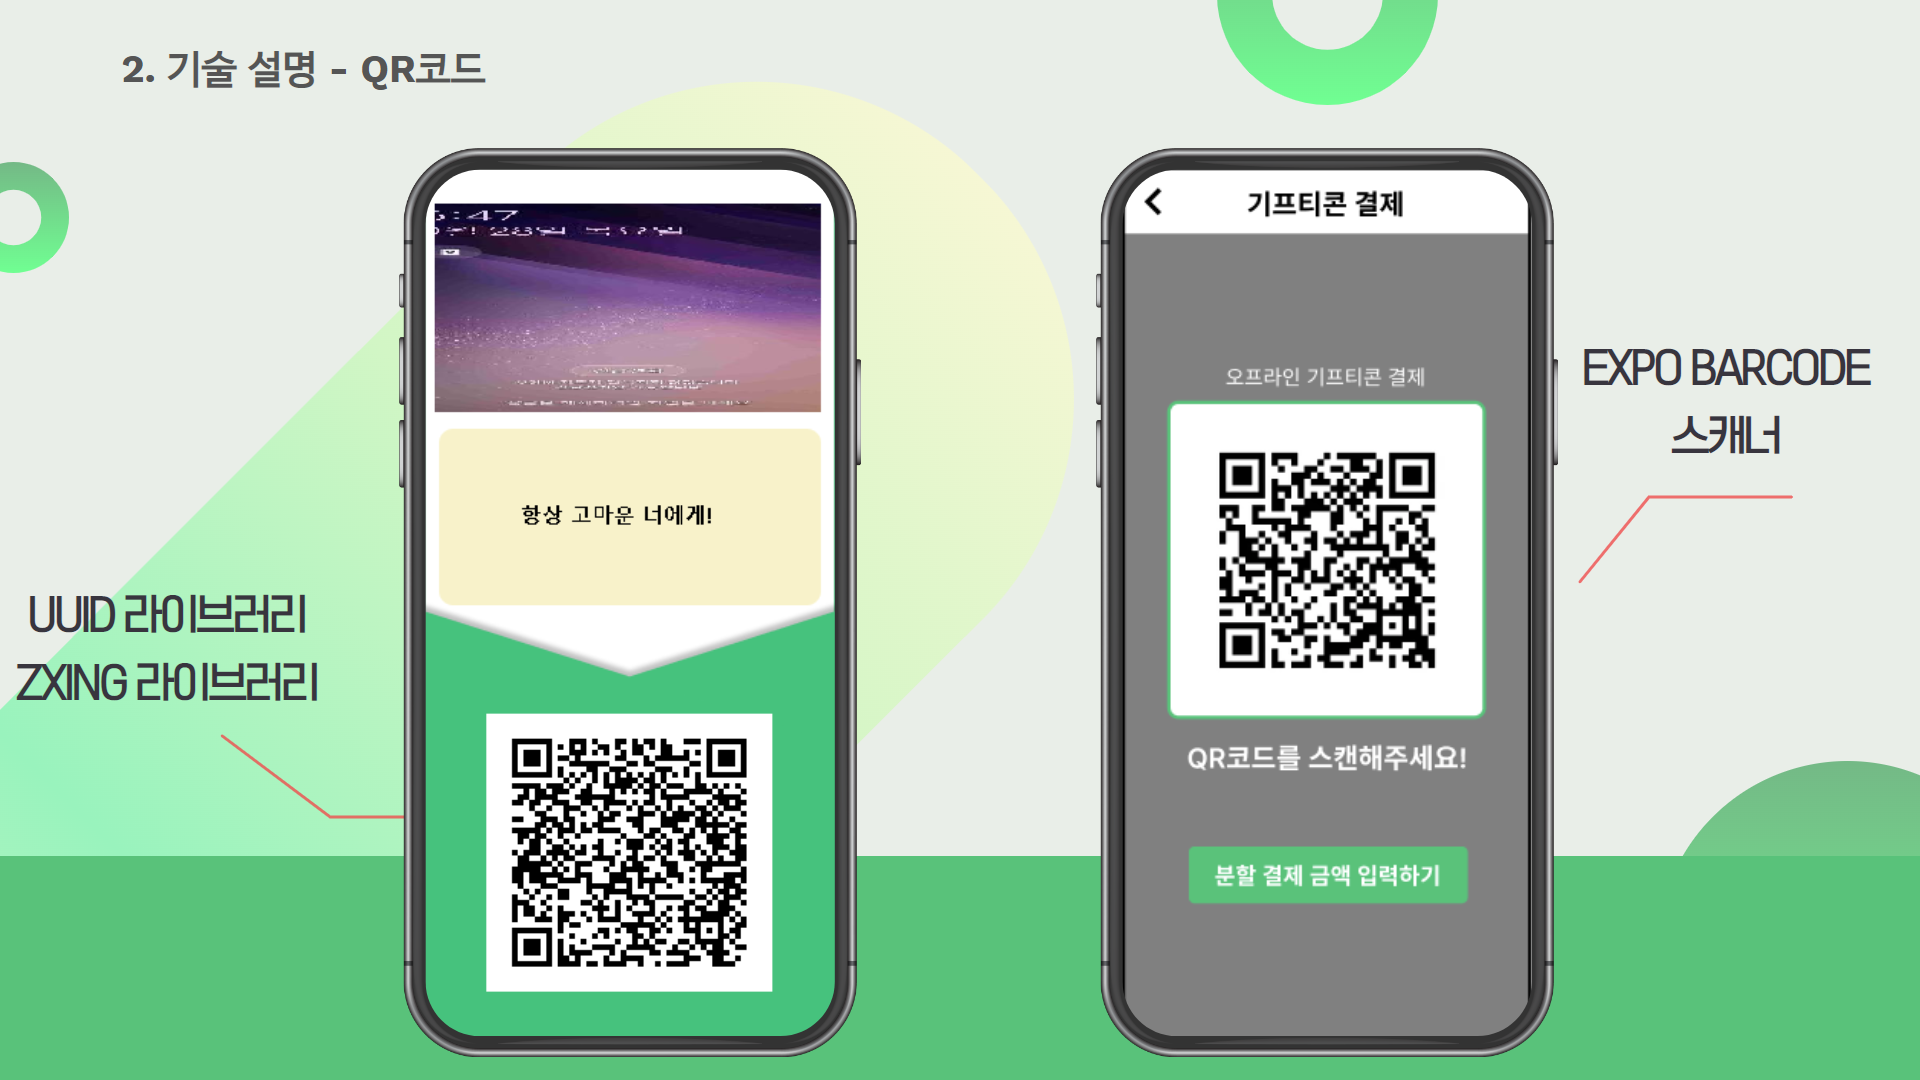 2. 기술 설명 - QR코드
항상 고마운 너에게!
UUID 라이브러리
ZXING 라이브러리
기프티콘 결제
오프라인 기프티콘 결제
QR코드를 스캔해주세요!
분할 결제 금액 입력하기
EXPO BARCODE
스캐너